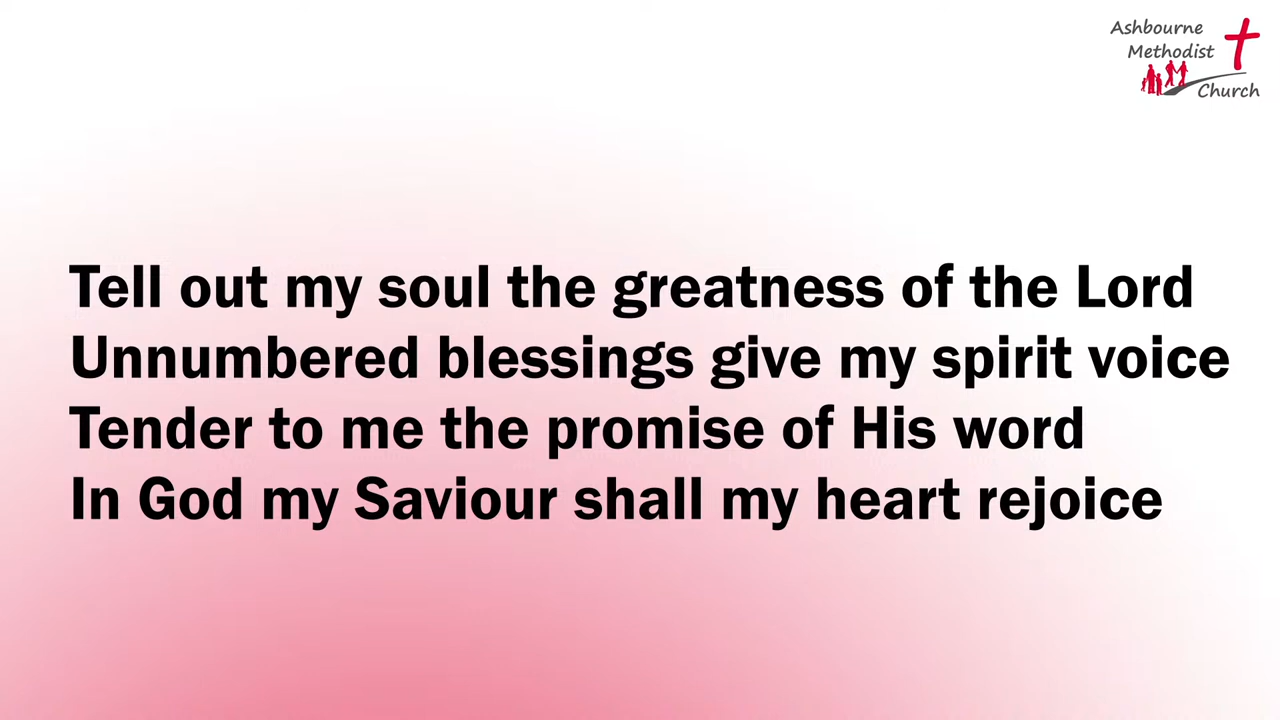 Ashbourne
Methodist
Church
Tell out my soul the greatness of the Lord
Unnumbered blessings give my spirit voice
Tender to me the promise of His word
In God my Saviour shall my heart rejoice